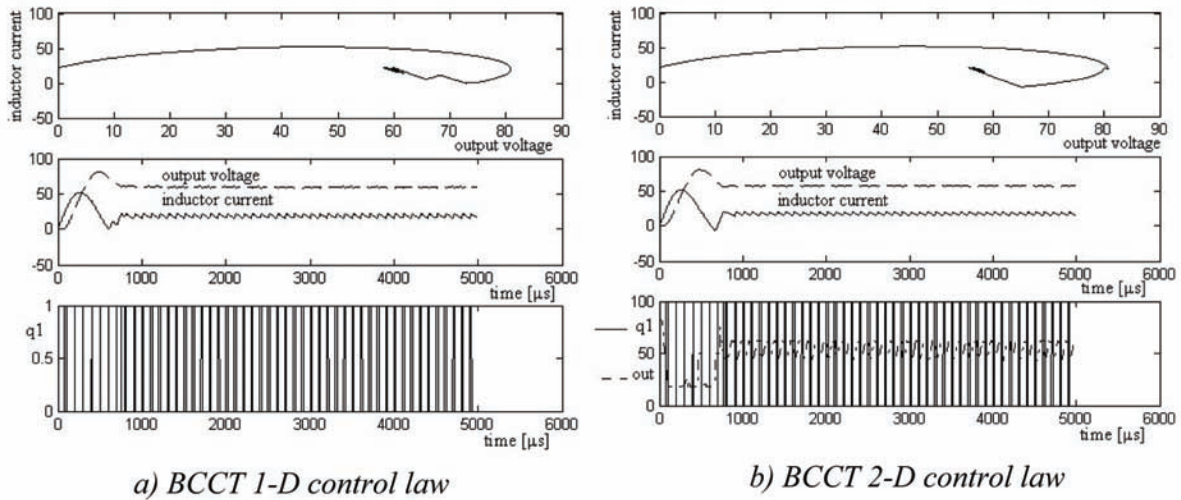 100
50
0
-50
inductor current
0 10 20 30 40 50 60 70 80 90
output voltage
100
50
0
-50
output voltage
inductor current
0 1000 2000 3000 4000 5000 6000
time [µs]
1
q1
0.5
0
0 1000 2000 3000 4000 5000 6000
time [µs]
a) BCCT 1-D control law
100
50
0
-50
inductor current
0 10 20 30 40 50 60 70 80 90
output voltage
100
50
0
-50
output voltage
inductor current
0 1000 2000 3000 4000 5000 6000
time [µs]
100
q1
50
out
0
0 1000 2000 3000 4000 5000 6000
time [µs]
b) BCCT 2-D control law